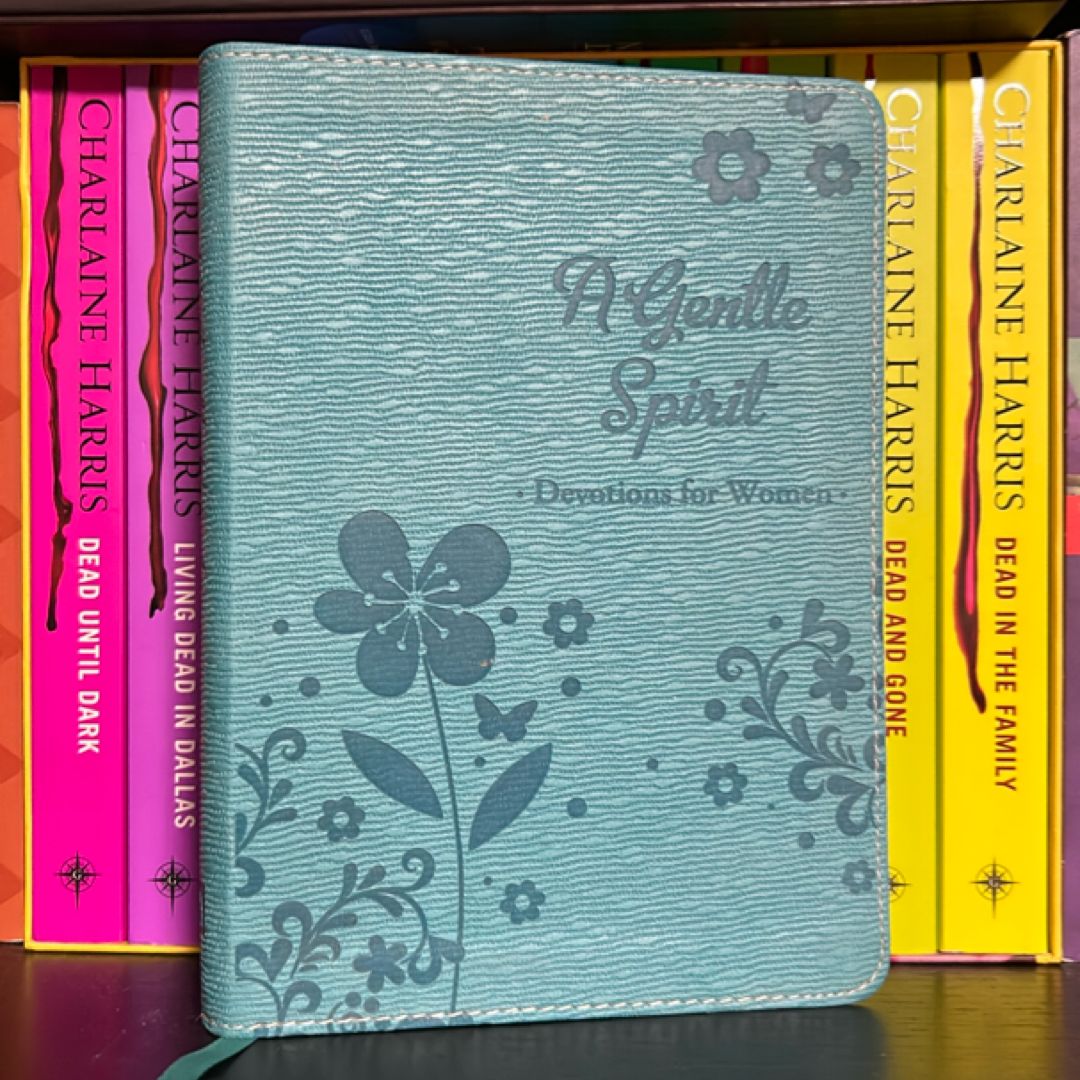 CHARLAINE HARRIS DEAD UNTIL DARK
CHARLAINE HARRIS LIVING DEAD IN DALLAS
A Gentle
Spirit
· Devotions for Women ·
CHARLAINE HARRIS DEAD AND GONE
CHARLAINE HARRIS DEAD IN THE FAMILY